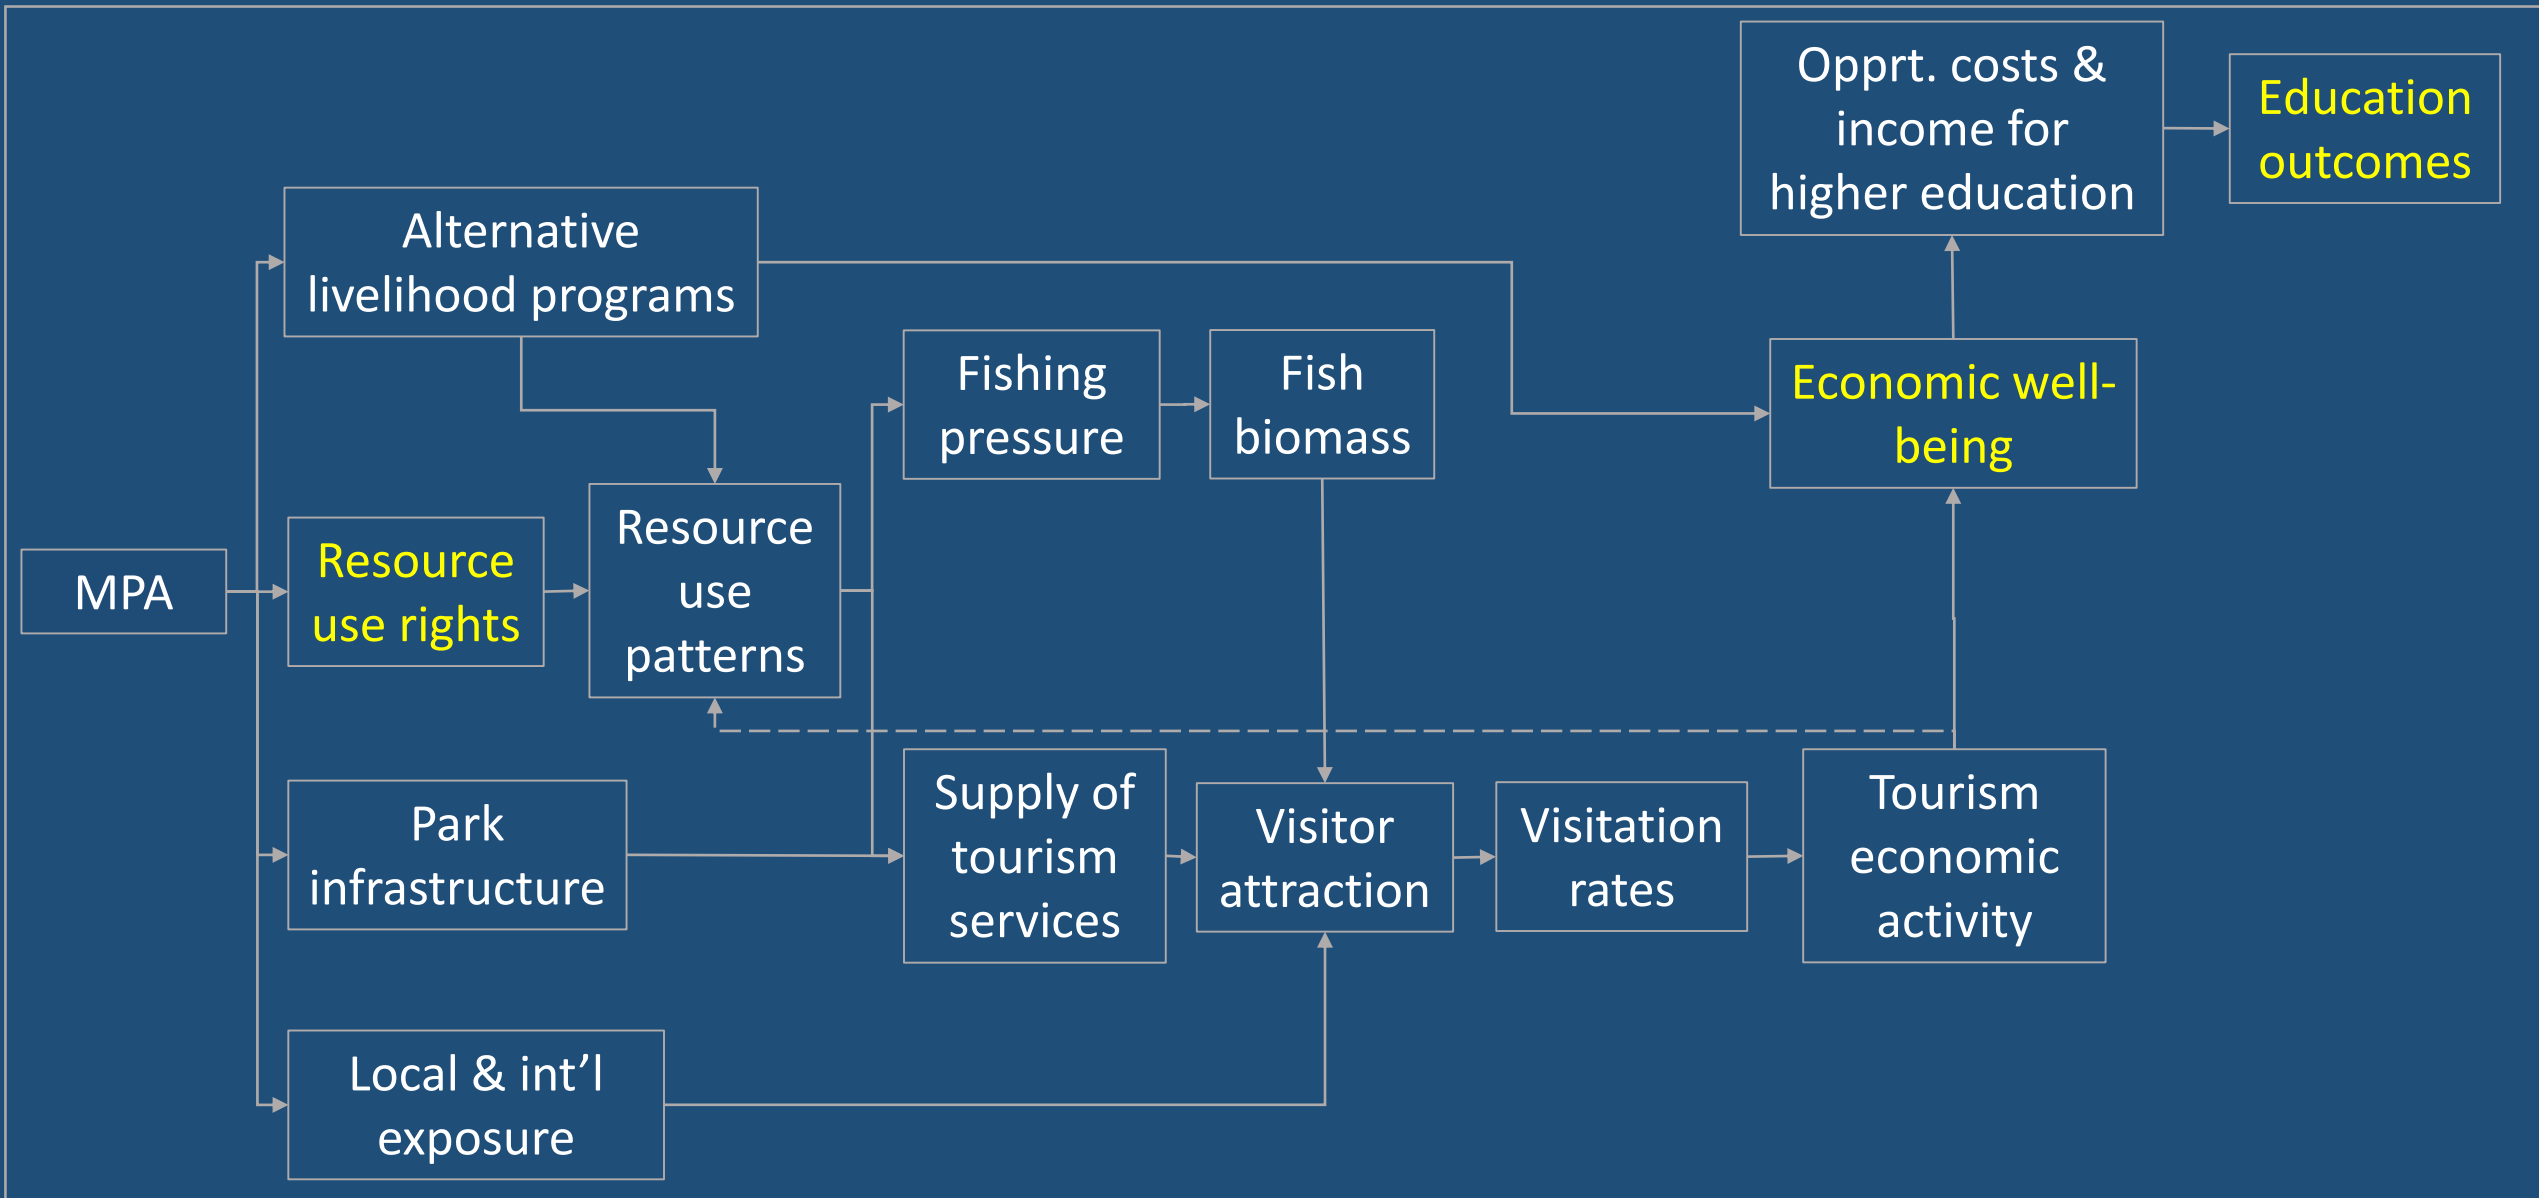 Opprt. costs &
income for
higher education
Education
outcomes
Alternative
livelihood programs
Fishing
pressure
Fish
biomass
Economic well-
being
MPA
Resource
use rights
Resource
use
patterns
Park
infrastructure
Supply of
tourism
services
Visitor
attraction
Visitation
rates
Tourism
economic
activity
Local & int’l
exposure